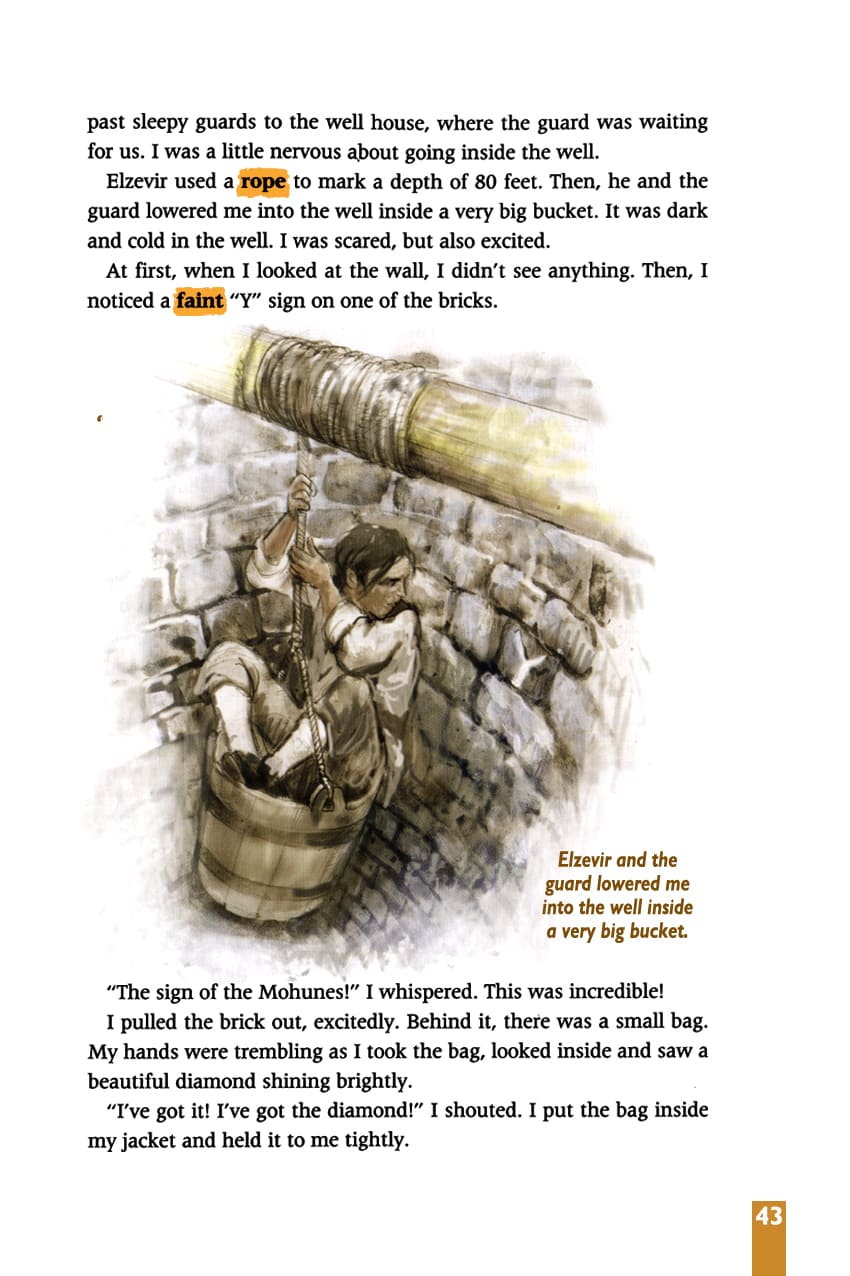 past sleepy guards to the well house, where the guard was waiting
for us. I was a little nervous about going inside the well.
Elzevir used a rope to mark a depth of 80 feet. Then, he and the
guard lowered me into the well inside a very big bucket. It was dark
and cold in the well. I was scared, but also excited.
At first, when I looked at the wall, I didn't see anything. Then, I
noticed a faint “Y” sign on one of the bricks.
Y
Elzevir and the
guard lowered me
into the well inside
a very big bucket.
“The sign of the Mohunes!” I whispered. This was incredible!
I pulled the brick out, excitedly. Behind it, there was a small bag.
My hands were trembling as I took the bag, looked inside and saw a
beautiful diamond shining brightly.
“I've got it! I've got the diamond!” I shouted. I put the bag inside
my jacket and held it to me tightly.
43